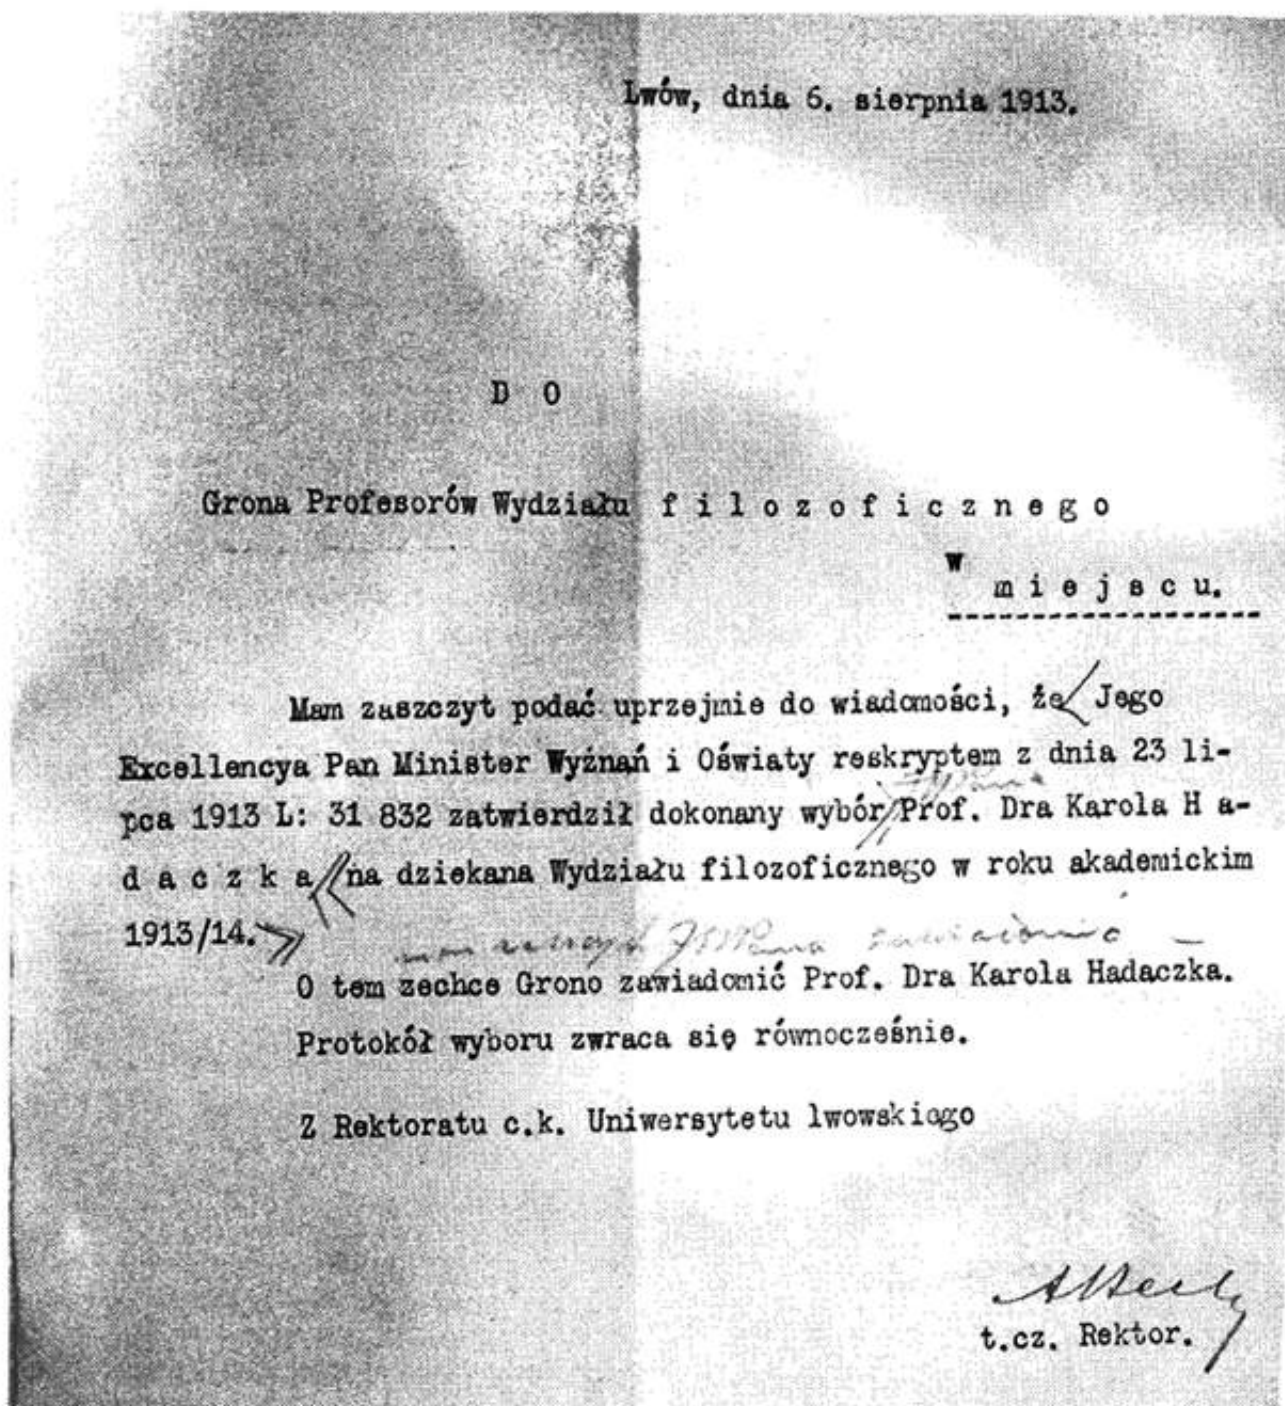 Lwów, dnia 6. sierpnia 1913.
D O
Grona Profesorów Wydziału f i l o z o f i c z n e g o
w
m i e j s c u.
Mam zaszczyt podać uprzejmie do wiadomości, że Jego
Excellencya Pan Minister Wyznań i Oświaty reskryptem z dnia 23 li-
pca 1913 L: 31 832 zatwierdził dokonany wybór Prof. Dra Karola H a-
d a c z k a na dziekana Wydziału filozoficznego w roku akademickim
1913/14.
zawiadomić
O tem zechce Grono zawiadomić Prof. Dra Karola Hadaczka.
Protokół wyboru zwraca się równocześnie.
Z Rektoratu c.k. Uniwersytetu lwowskiego
t.cz. Rektor.